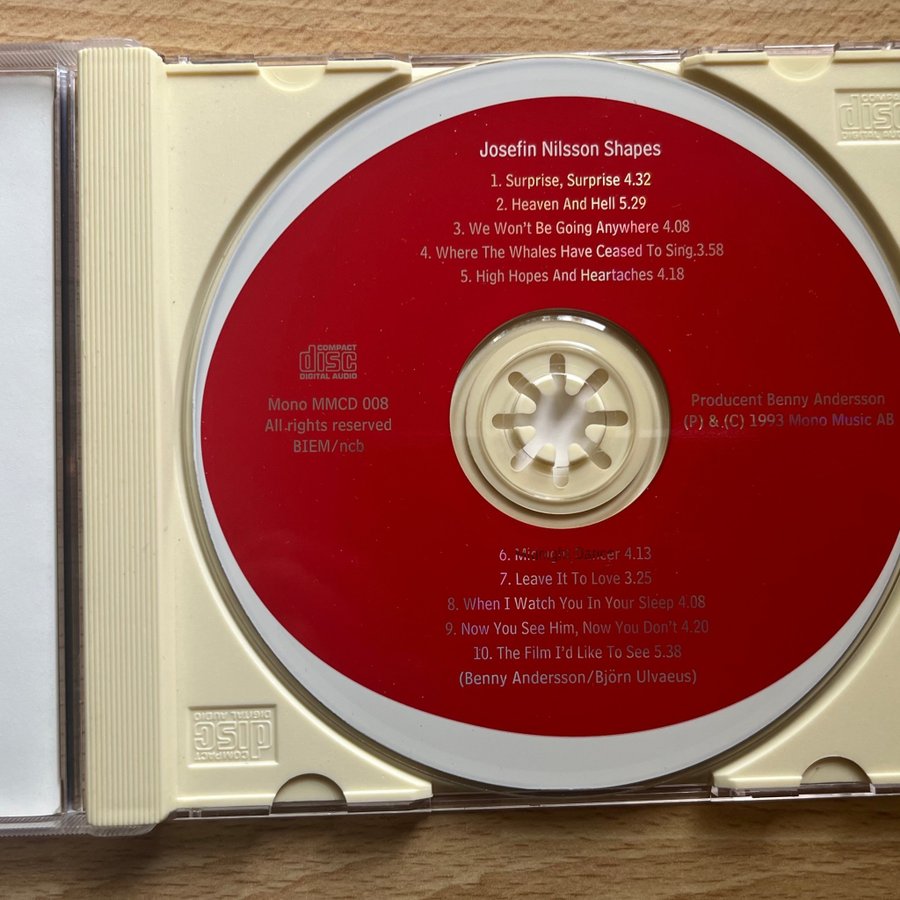 Josefin Nilsson Shapes
1. Surprise, Surprise 4.32
2. Heaven And Hell 5.29
3. We Won't Be Going Anywhere 4.08
4. Where The Whales Have Ceased To Sing.3.58
5. High Hopes And Heartaches 4.18
COMPACT
disc
DIGITAL AUDIO
Mono MMCD 008
All rights reserved
BIEM/ncb
Producent Benny Andersson
(P) & (C) 1993 Mono Music AB
6. Midnight Dancer 4.13
7. Leave It To Love 3.25
8. When I Watch You In Your Sleep 4.08
9. Now You See Him, Now You Don't 4.20
10. The Film I'd Like To See 5.38
(Benny Andersson/Björn Ulvaeus)
COMPACT
disc
DIGITAL AUDIO
COMPACT
disc
DIGITAL AUDIO